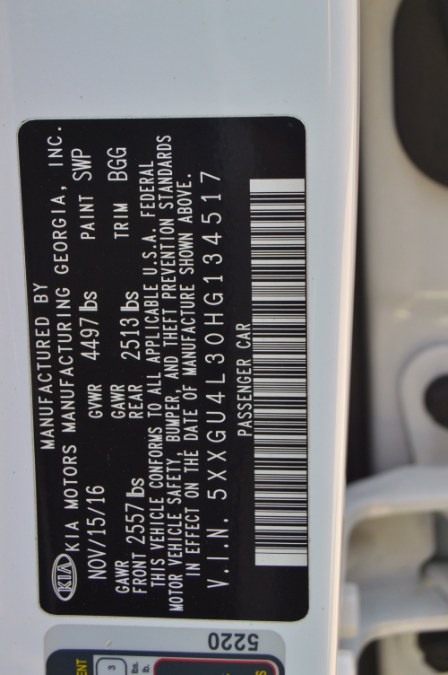 MANUFACTURED BY
KIA KIA MOTORS MANUFACTURING GEORGIA, INC.
NOV/15/16 GVWR 4497 lbs PAINT SWP
GAWR GAWR
FRONT 2557 lbs REAR 2513 lbs TRIM BGG
THIS VEHICLE CONFORMS TO ALL APPLICABLE U.S.A. FEDERAL
MOTOR VEHICLE SAFETY, BUMPER, AND THEFT PREVENTION STANDARDS
IN EFFECT ON THE DATE OF MANUFACTURE SHOWN ABOVE.
V.I.N. 5XXGU4L30HG134517
PASSENGER CAR
5220